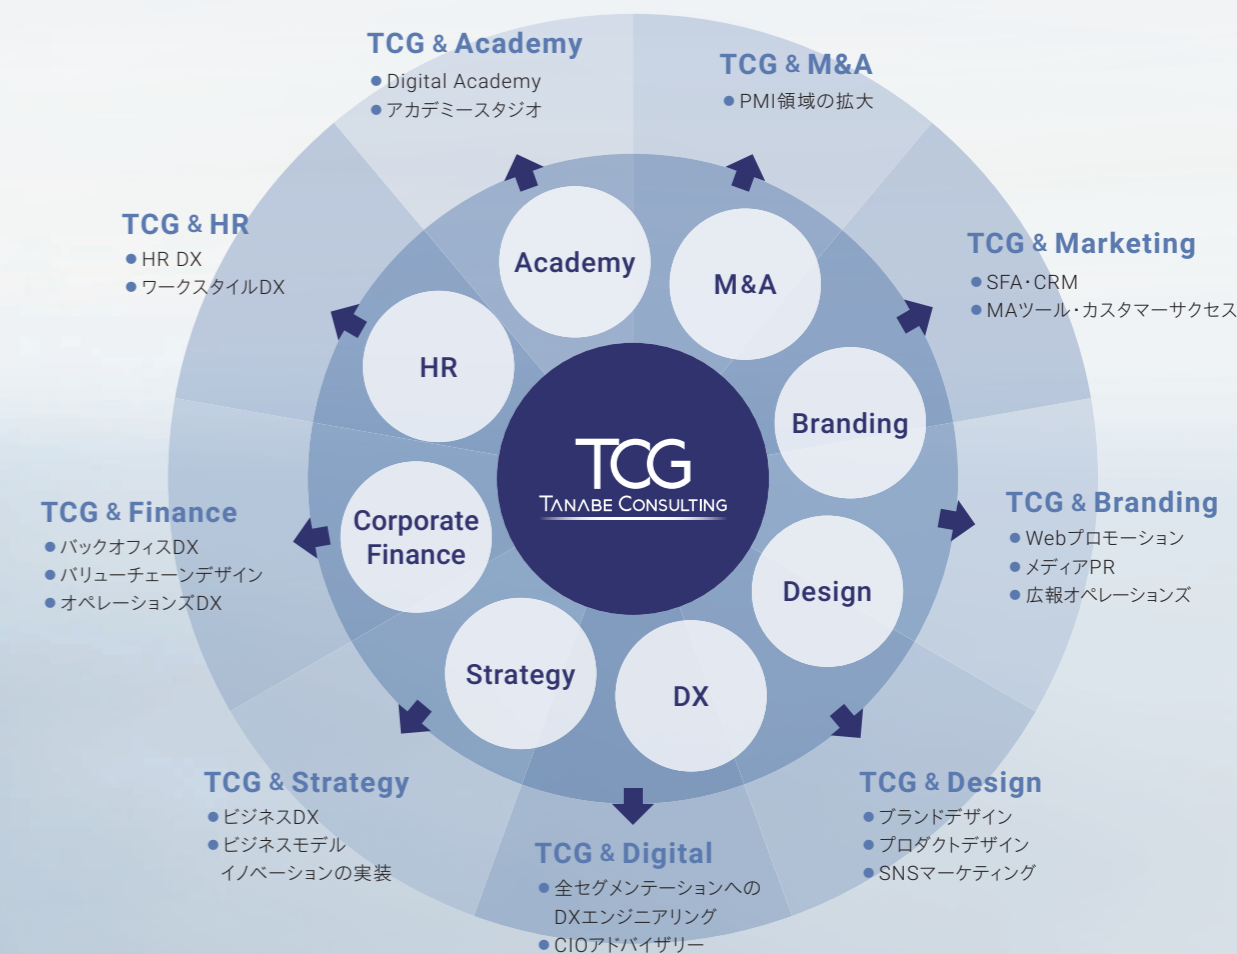 TCG & Academy
● Digital Academy
● アカデミースタジオ
TCG & M&A
● PMI領域の拡大
TCG & HR
● HR DX
● ワークスタイルDX
TCG & Marketing
● SFA・CRM
● MAツール・カスタマーサクセス
Academy
M&A
HR
Branding
TCG
TANABE CONSULTING
Corporate
Finance
Design
Strategy
DX
TCG & Finance
● バックオフィスDX
● バリューチェーンデザイン
● オペレーションズDX
TCG & Branding
● Webプロモーション
● メディアPR
● 広報オペレーションズ
TCG & Strategy
● ビジネスDX
● ビジネスモデル
イノベーションの実装
TCG & Digital
● 全セグメンテーションへの
DXエンジニアリング
● CIOアドバイザリー
TCG & Design
● ブランドデザイン
● プロダクトデザイン
● SNSマーケティング